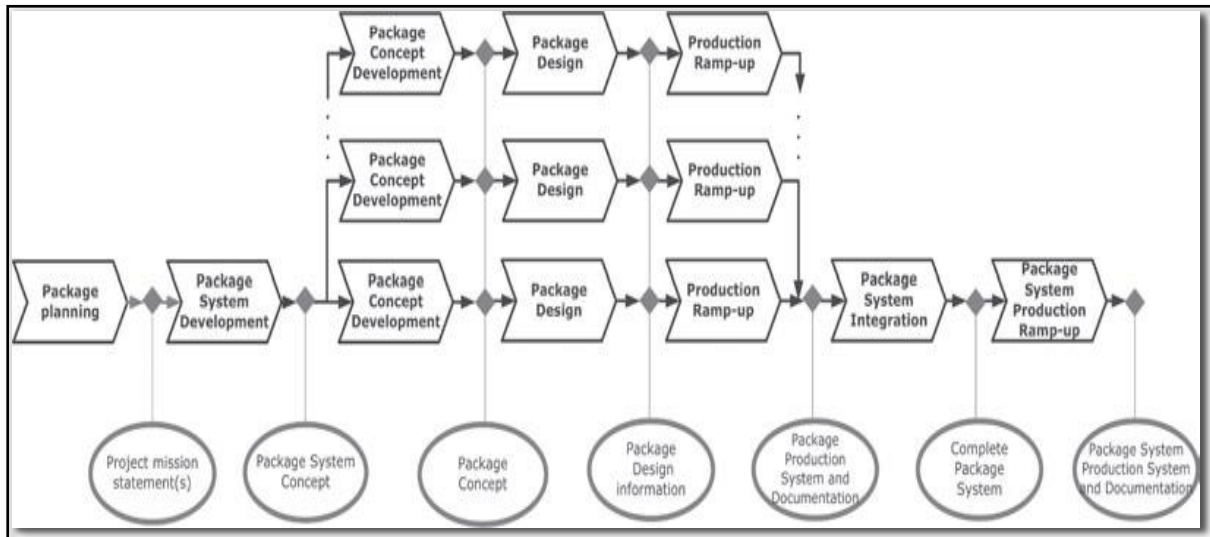 Package
Concept
Development
Package
Design
Production
Ramp-up
Package
Concept
Development
Package
Design
Production
Ramp-up
Package
planning
Package
System
Development
Package
Concept
Development
Package
Design
Production
Ramp-up
Package
System
Integration
Package
System
Production
Ramp-up
Project mission
statement(s)
Package System
Concept
Package
Concept
Package
Design
information
Package
Production
System and
Documentation
Complete
Package
System
Package System
Production System
and Documentation